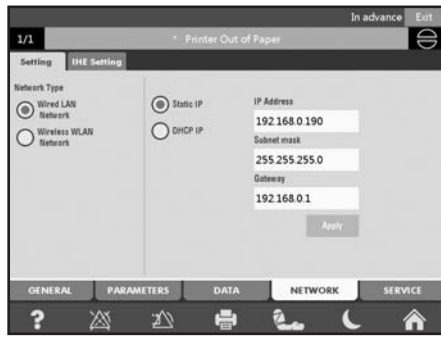 In advance Exit
1/1 * Printer Out of Paper
Setting IHE Setting
Network Type
Wired LAN
Network
Wireless WLAN
Network
Static IP
DHCP IP
IP Address
192.168.0.190
Subnet mask
255.255.255.0
Gateway
192.168.0.1
Apply
GENERAL PARAMETERS DATA NETWORK SERVICE
?